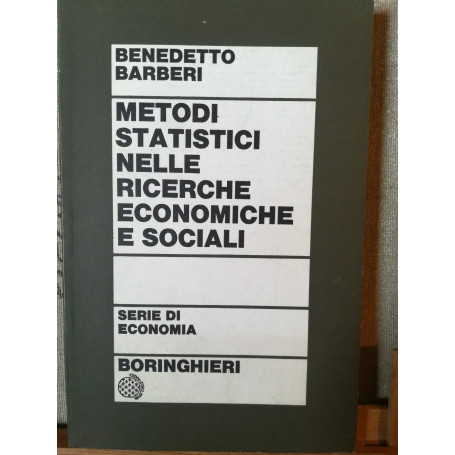 BENEDETTO
BARBERI
METODI
STATISTICI
NELLE
RICERCHE
ECONOMICHE
E SOCIALI
SERIE DI
ECONOMIA
BORINGHIERI